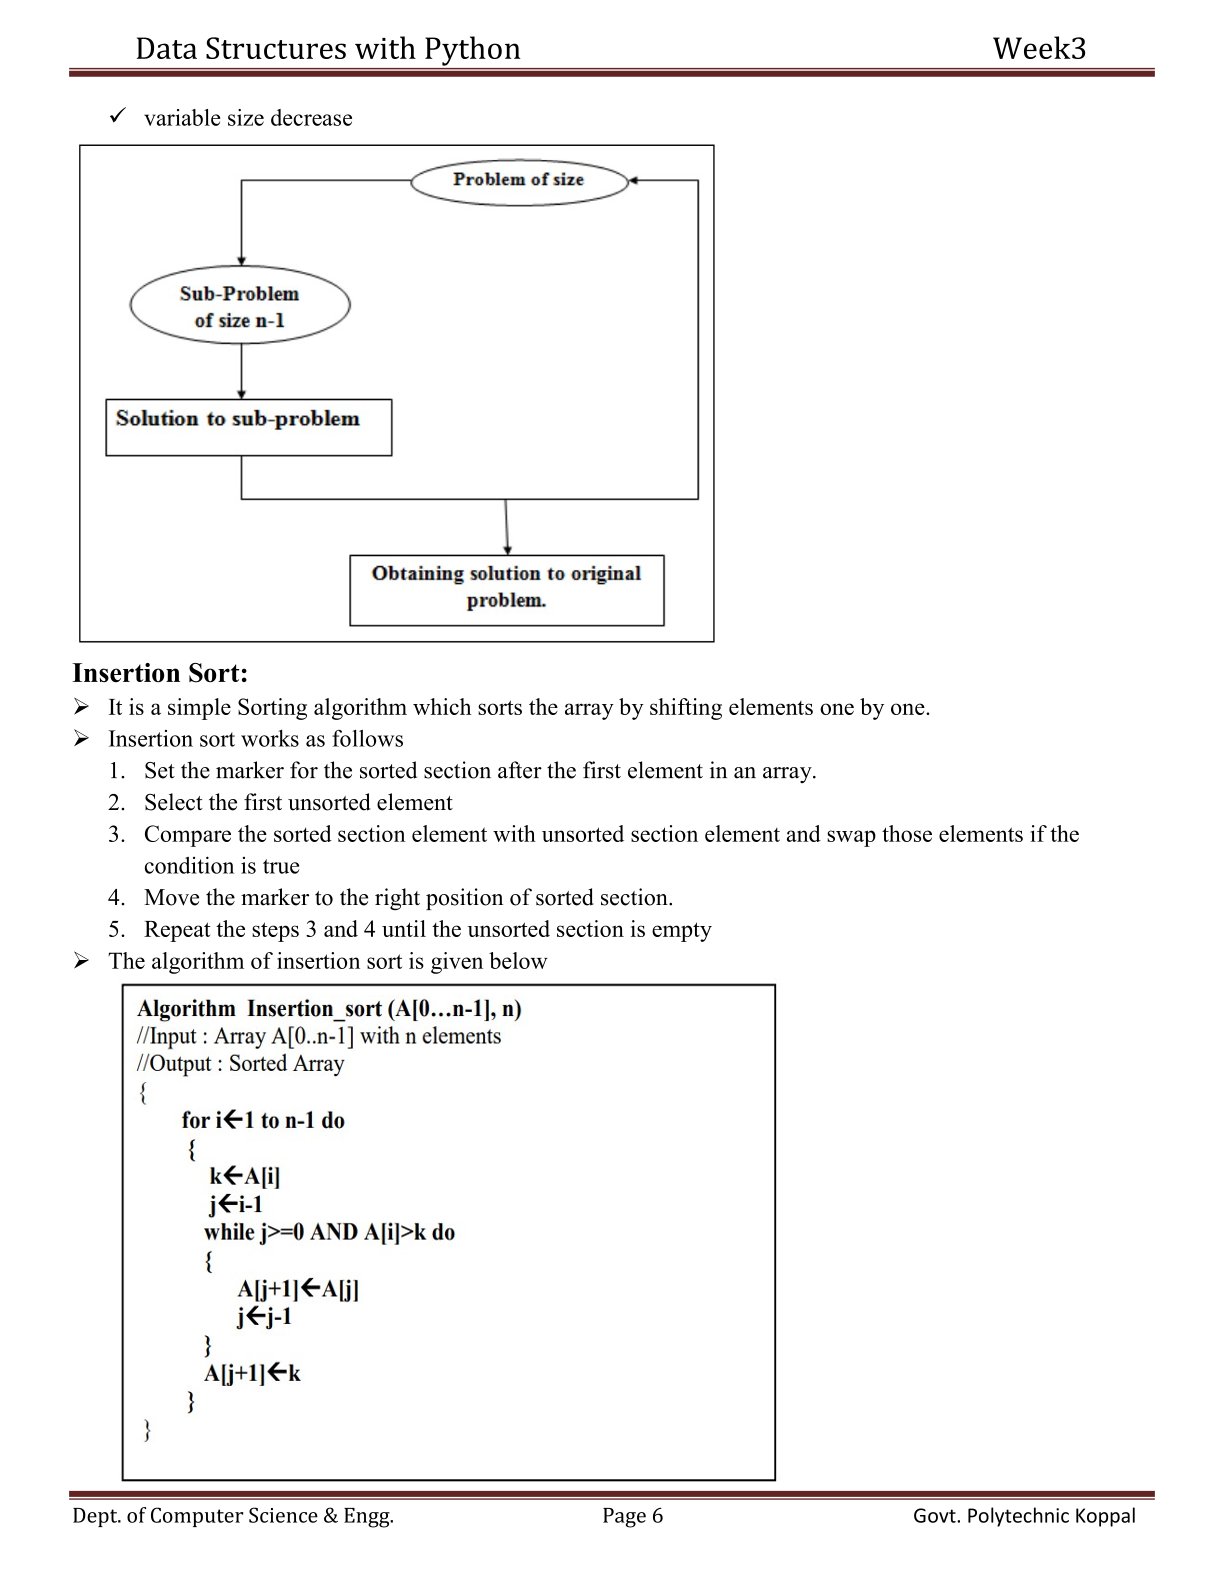 Data Structures with Python Week3
✓ variable size decrease
Problem of size
Sub-Problem
of size n-1
Solution to sub-problem
Obtaining solution to original
problem.
Insertion Sort:
➢ It is a simple Sorting algorithm which sorts the array by shifting elements one by one.
➢ Insertion sort works as follows
1. Set the marker for the sorted section after the first element in an array.
2. Select the first unsorted element
3. Compare the sorted section element with unsorted section element and swap those elements if the
condition is true
4. Move the marker to the right position of sorted section.
5. Repeat the steps 3 and 4 until the unsorted section is empty
➢ The algorithm of insertion sort is given below
Algorithm Insertion_sort (A[0…n-1], n)
//Input : Array A[0..n-1] with n elements
//Output : Sorted Array
{
for i←1 to n-1 do
{
k←A[i]
j←i-1
while j>=0 AND A[i]>k do
{
A[j+1]←A[j]
j←j-1
}
A[j+1]←k
}
}
Dept. of Computer Science & Engg. Page 6 Govt. Polytechnic Koppal